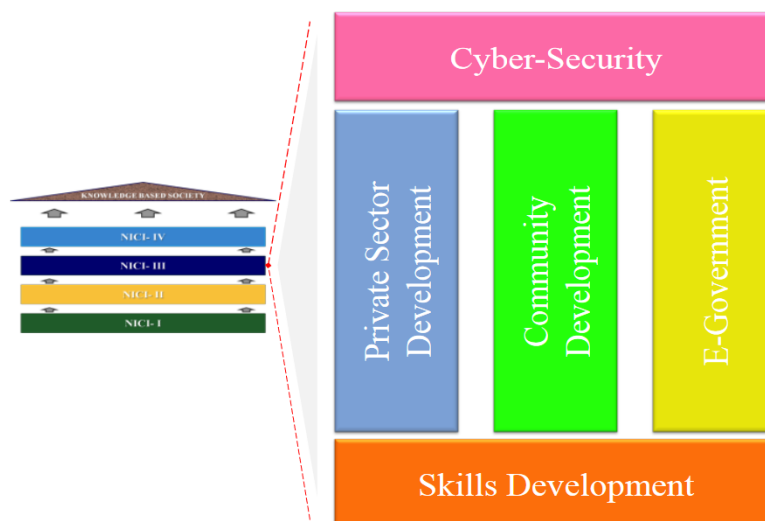 KNOWLEDGE BASED SOCIETY
NICI- IV
NICI- III
NICI- II
NICI- I
Cyber-Security
Private Sector
Development
Community
Development
E-Government
Skills Development